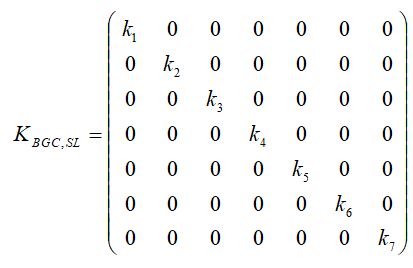 k₁ 0 0 0 0 0 0
0 k₂ 0 0 0 0 0
0 0 k₃ 0 0 0 0
K_BGC,SL = 0 0 0 k₄ 0 0 0
0 0 0 0 k₅ 0 0
0 0 0 0 0 k₆ 0
0 0 0 0 0 0 k₇